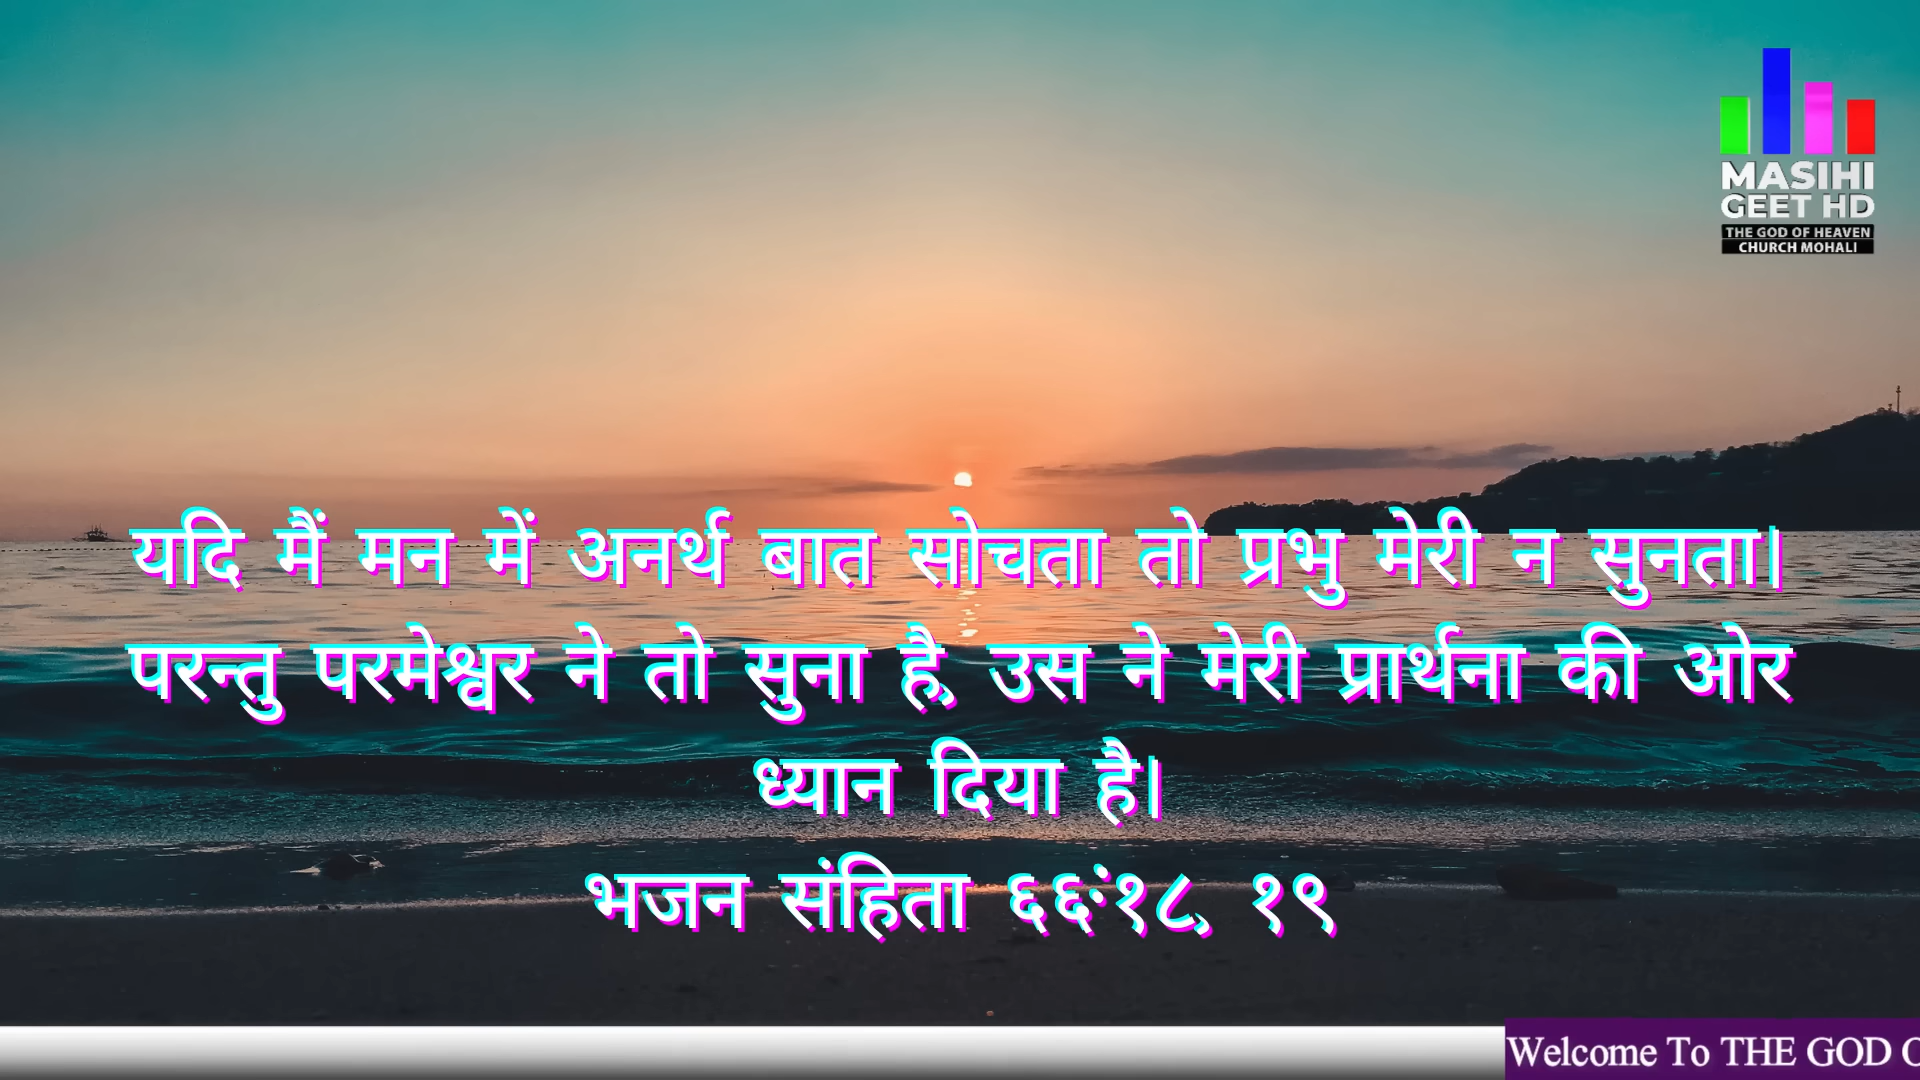 MASIHI
GEET HD
THE GOD OF HEAVEN
CHURCH MOHALI
यदि मैं मन में अनर्थ बात सोचता तो प्रभु मेरी न सुनता।
परन्तु परमेश्वर ने तो सुना है, उस ने मेरी प्रार्थना की ओर
ध्यान दिया है।
भजन संहिता ६६:१८, १९
Welcome To THE GOD